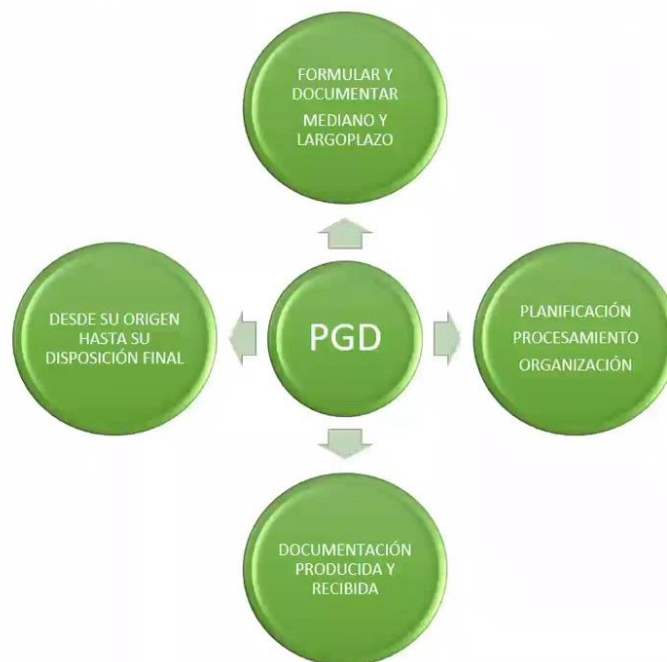 FORMULAR Y
DOCUMENTAR
MEDIANO Y
LARGOPLAZO
DESDE SU ORIGEN
HASTA SU
DISPOSICIÓN FINAL
PGD
PLANIFICACIÓN
PROCESAMIENTO
ORGANIZACIÓN
DOCUMENTACIÓN
PRODUCIDA Y
RECIBIDA